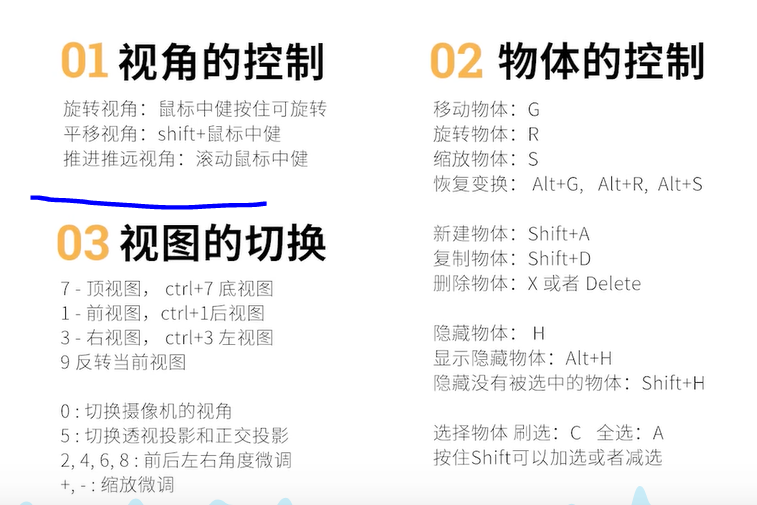 01 视角的控制
旋转视角：鼠标中健按住可旋转
平移视角：shift+鼠标中健
推进推远视角：滚动鼠标中健
02 物体的控制
移动物体：G
旋转物体：R
缩放物体：S
恢复变换： Alt+G, Alt+R, Alt+S
新建物体：Shift+A
复制物体：Shift+D
删除物体：X 或者 Delete
隐藏物体： H
显示隐藏物体：Alt+H
隐藏没有被选中的物体：Shift+H
选择物体 刷选：C 全选：A
按住Shift可以加选或者减选
03 视图的切换
7 - 顶视图， ctrl+7 底视图
1 - 前视图，ctrl+1后视图
3 - 右视图，ctrl+3 左视图
9 反转当前视图
0 : 切换摄像机的视角
5 : 切换透视投影和正交投影
2, 4, 6, 8 : 前后左右角度微调
+, - : 缩放微调